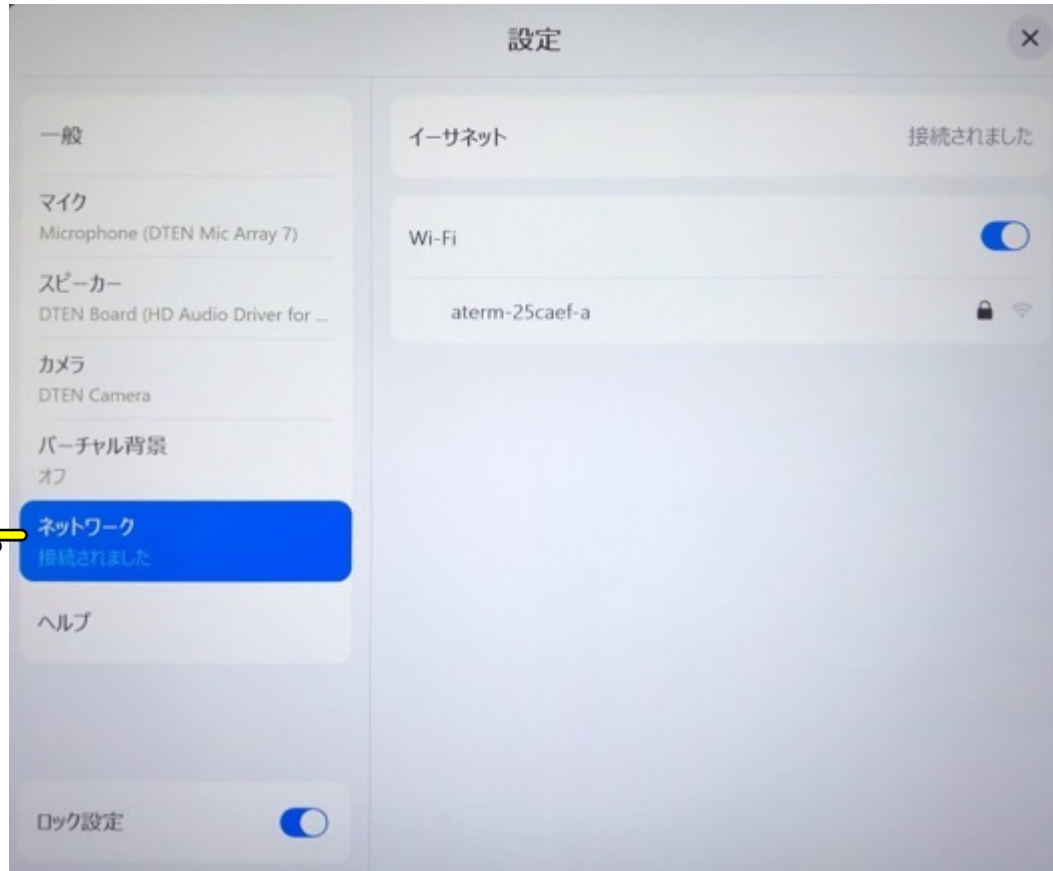 設定
一般
マイク
Microphone (DTEN Mic Array 7)
スピーカー
DTEN Board (HD Audio Driver for ...
カメラ
DTEN Camera
バーチャル背景
オフ
ネットワーク
接続されました
ヘルプ
ロック設定
イーサネット
接続されました
Wi-Fi
aterm-25caef-a